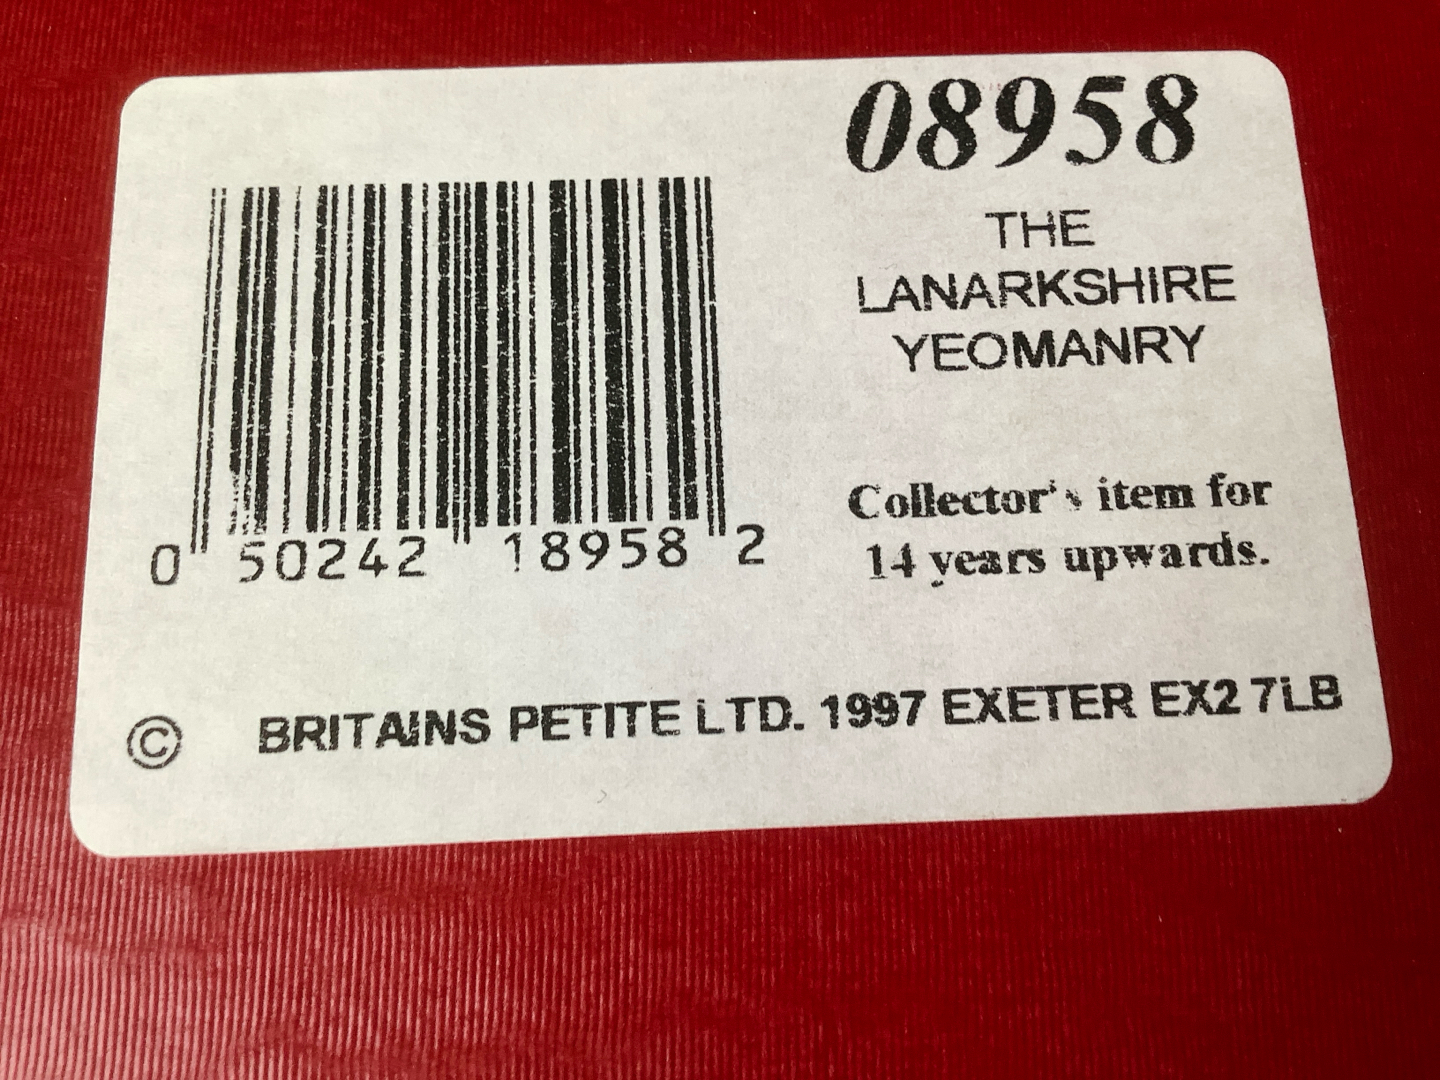 08958
THE
LANARKSHIRE
YEOMANRY
0 50242 18958 2
Collector's item for
14 years upwards.
© BRITAINS PETITE LTD. 1997 EXETER EX2 7LB